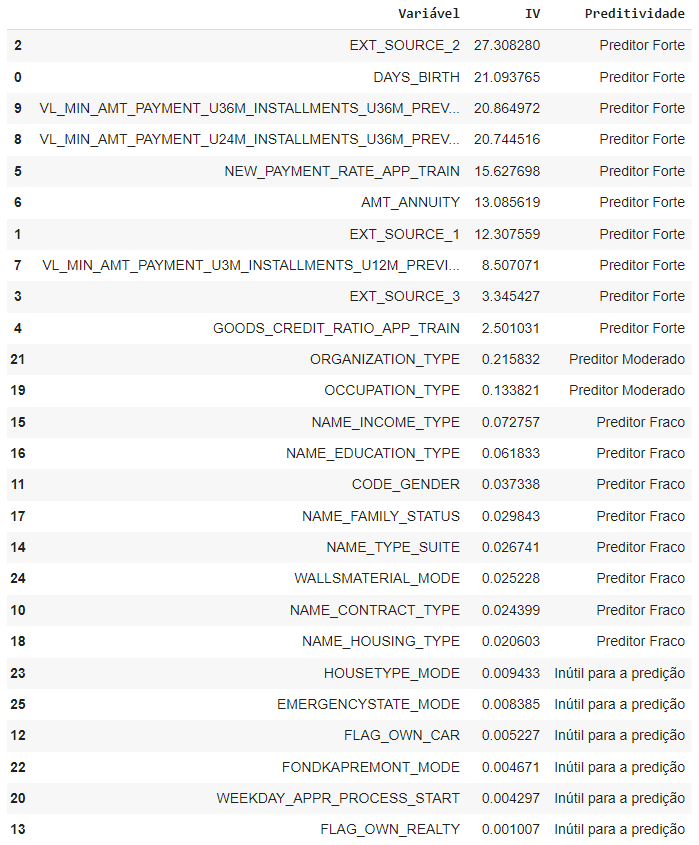 Variável IV Preditividade
2 EXT_SOURCE_2 27.308280 Preditor Forte
0 DAYS_BIRTH 21.093765 Preditor Forte
9 VL_MIN_AMT_PAYMENT_U36M_INSTALLMENTS_U36M_PREV... 20.864972 Preditor Forte
8 VL_MIN_AMT_PAYMENT_U24M_INSTALLMENTS_U36M_PREV... 20.744516 Preditor Forte
5 NEW_PAYMENT_RATE_APP_TRAIN 15.627698 Preditor Forte
6 AMT_ANNUITY 13.085619 Preditor Forte
1 EXT_SOURCE_1 12.307559 Preditor Forte
7 VL_MIN_AMT_PAYMENT_U3M_INSTALLMENTS_U12M_PREVI... 8.507071 Preditor Forte
3 EXT_SOURCE_3 3.345427 Preditor Forte
4 GOODS_CREDIT_RATIO_APP_TRAIN 2.501031 Preditor Forte
21 ORGANIZATION_TYPE 0.215832 Preditor Moderado
19 OCCUPATION_TYPE 0.133821 Preditor Moderado
15 NAME_INCOME_TYPE 0.072757 Preditor Fraco
16 NAME_EDUCATION_TYPE 0.061833 Preditor Fraco
11 CODE_GENDER 0.037338 Preditor Fraco
17 NAME_FAMILY_STATUS 0.029843 Preditor Fraco
14 NAME_TYPE_SUITE 0.026741 Preditor Fraco
24 WALLSMATERIAL_MODE 0.025228 Preditor Fraco
10 NAME_CONTRACT_TYPE 0.024399 Preditor Fraco
18 NAME_HOUSING_TYPE 0.020603 Preditor Fraco
23 HOUSETYPE_MODE 0.009433 Inútil para a predição
25 EMERGENCYSTATE_MODE 0.008385 Inútil para a predição
12 FLAG_OWN_CAR 0.005227 Inútil para a predição
22 FONDKAPREMONT_MODE 0.004671 Inútil para a predição
20 WEEKDAY_APPR_PROCESS_START 0.004297 Inútil para a predição
13 FLAG_OWN_REALTY 0.001007 Inútil para a predição